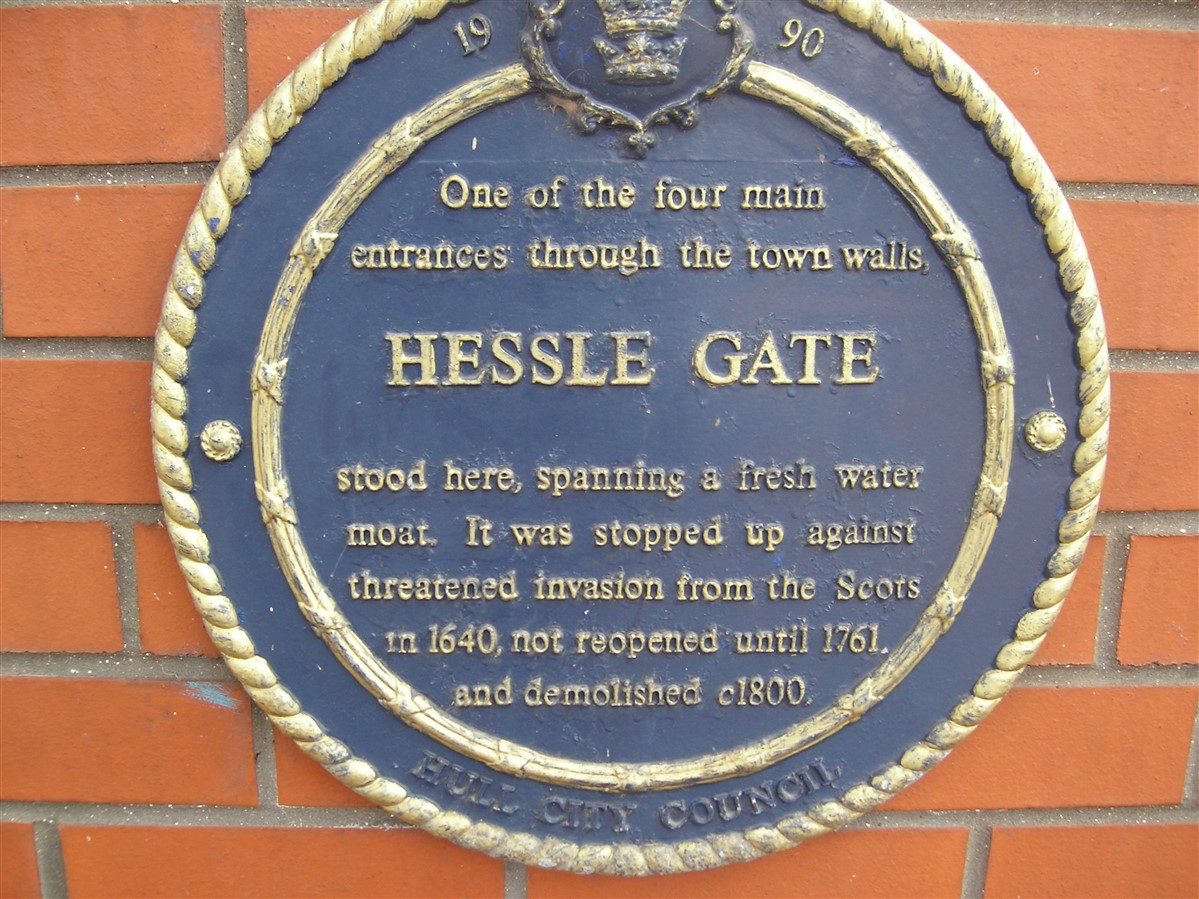 19 90
One of the four main
entrances through the town walls,
HESSLE GATE
stood here, spanning a fresh water
moat. It was stopped up against
threatened invasion from the Scots
in 1640, not reopened until 1761.
and demolished c1800.
HULL CITY COUNCIL